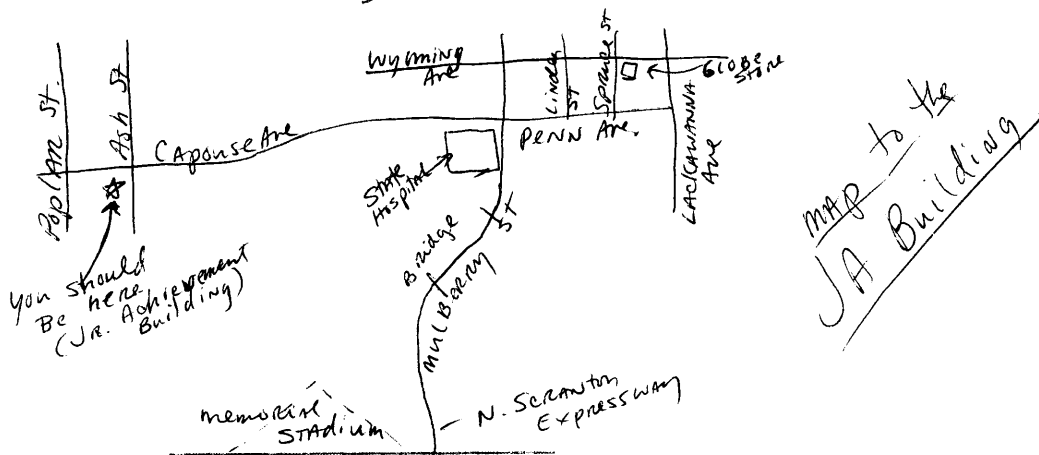 Poplar St.
Ash St
Capouse Ave
Wyoming
Ave
Linden
St
Spruce St
Globe
Store
Penn Ave.
Lackawanna
Ave
State
Hospital
Bridge
Mulberry St
You should
Be here
(Jr. Achievement
Building)
Memorial
Stadium
N. Scranton
Expressway
Map to the
JA Building